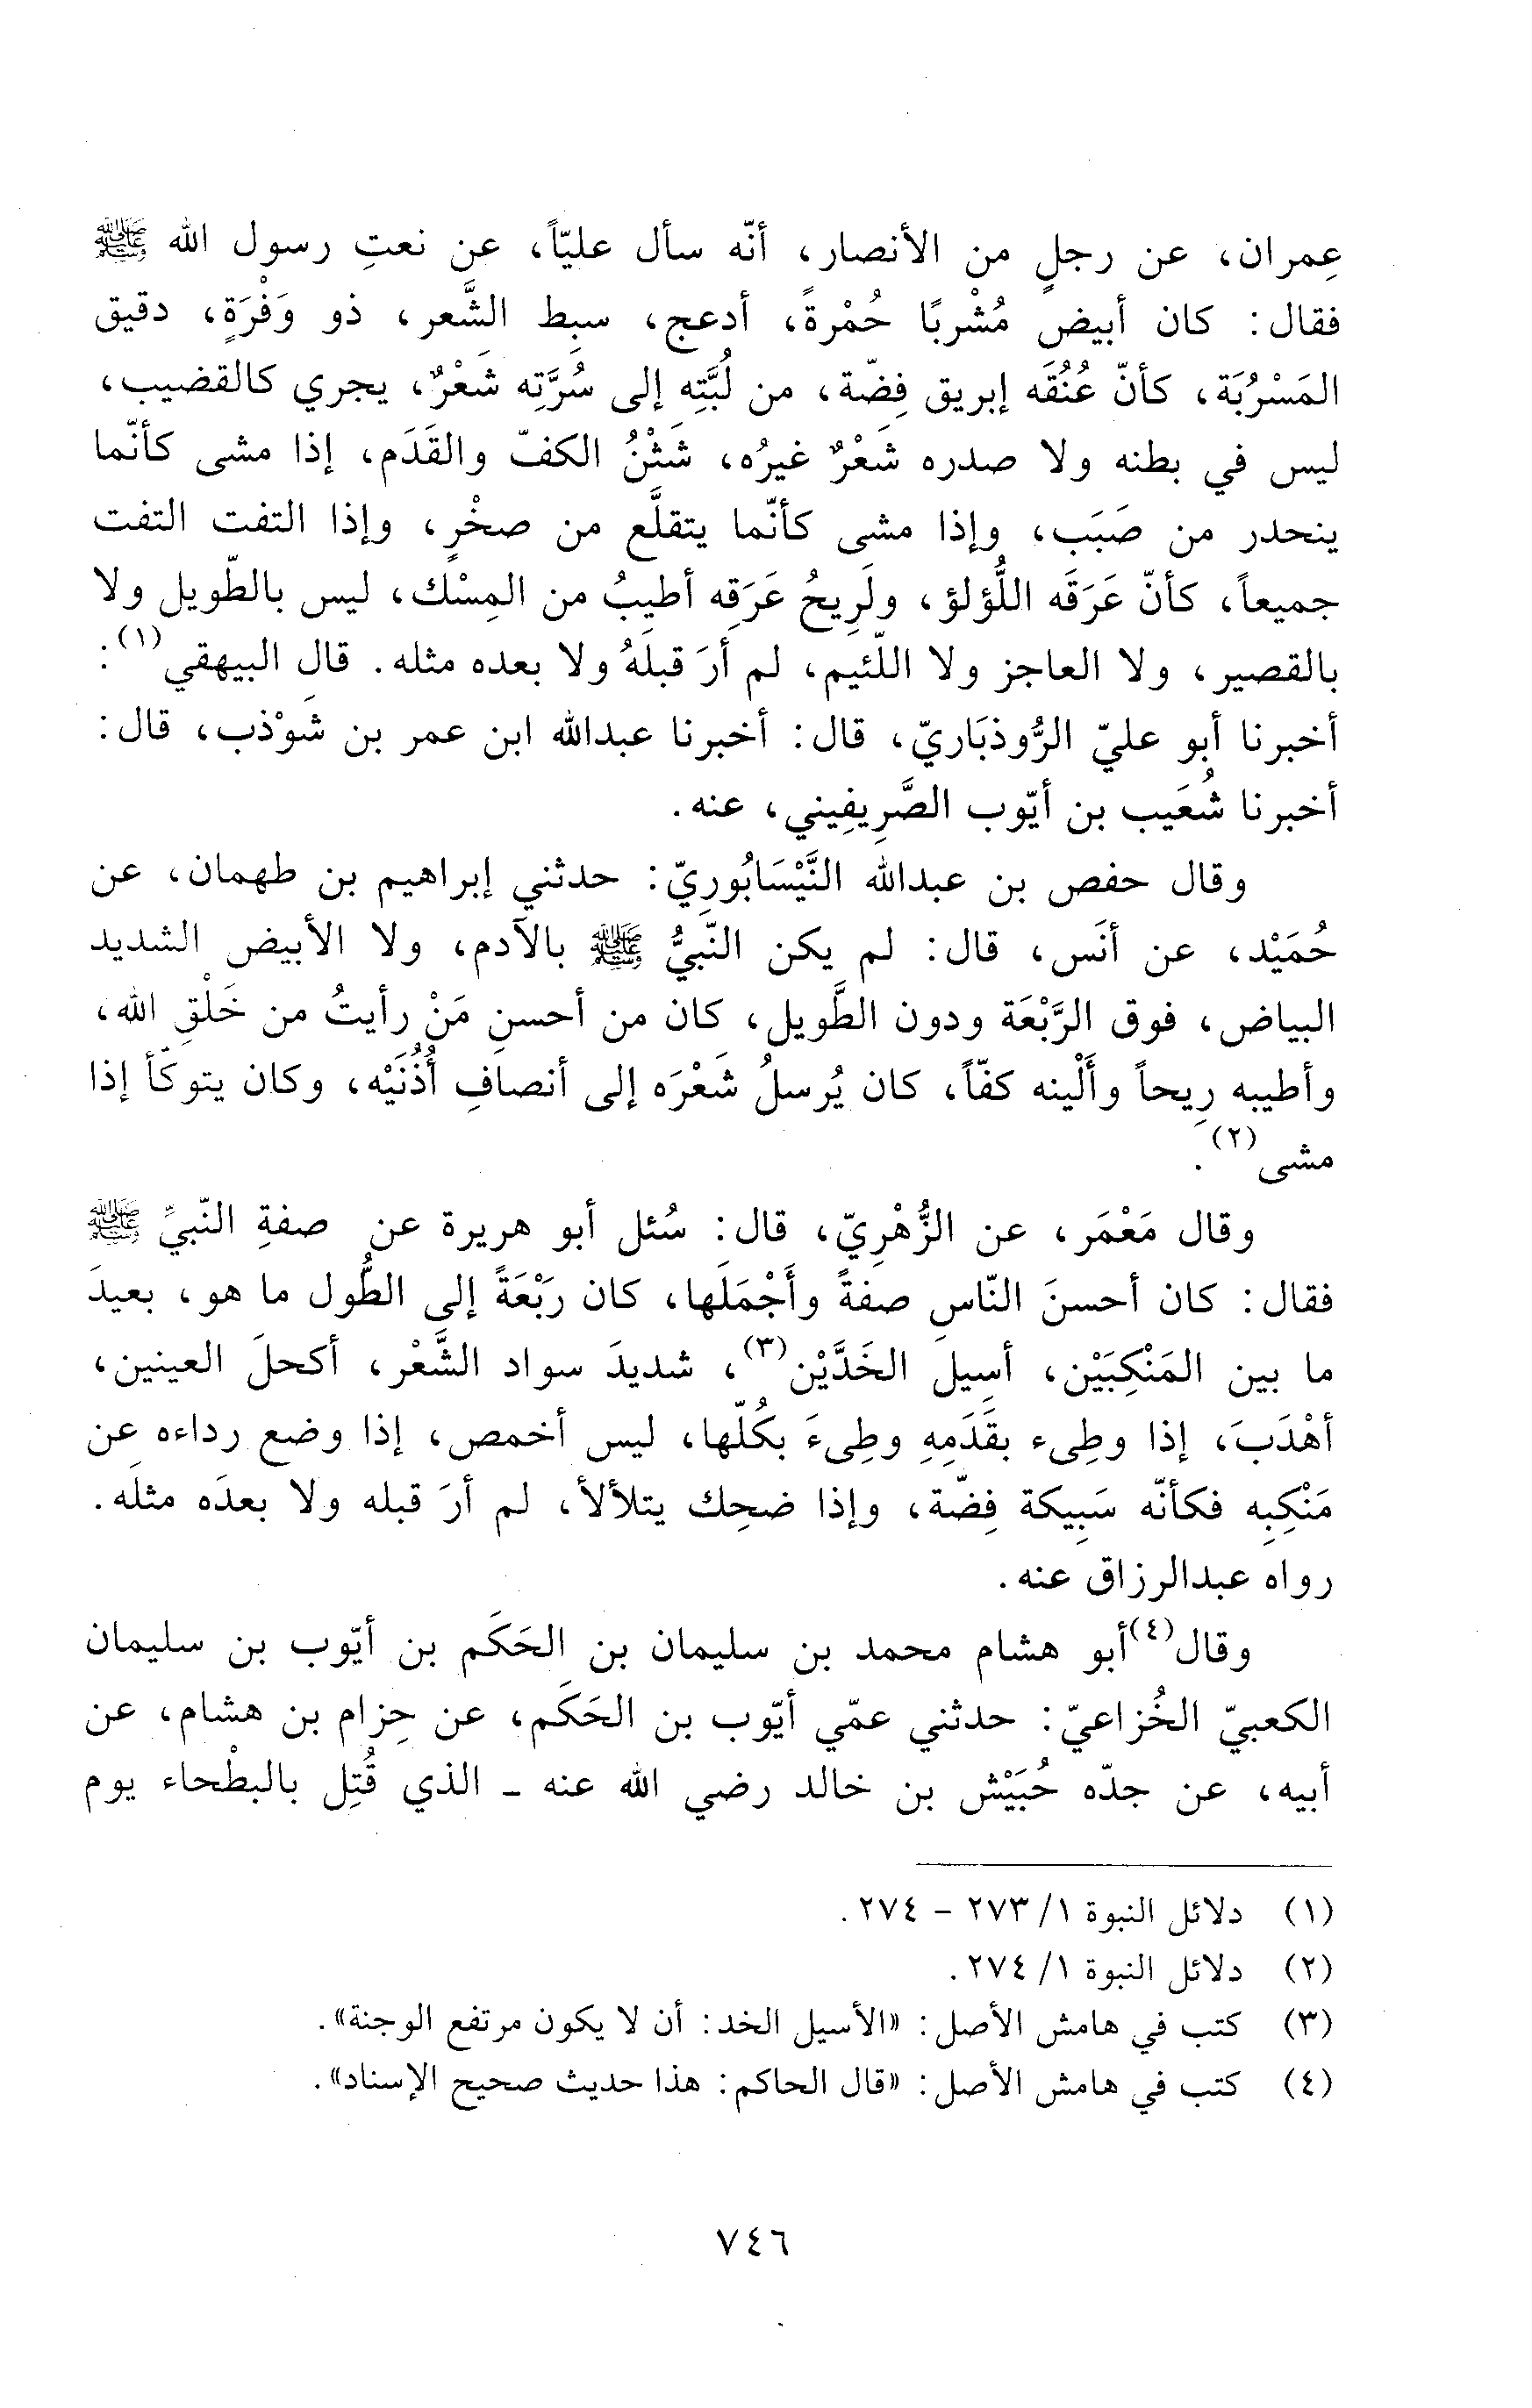 عِمران، عن رجلٍ من الأنصار، أنّه سأل عليّاً، عن نعتِ رسول الله ﷺ
فقال: كان أبيض مُشْربًا حُمْرةً، أدعج، سبِط الشَّعر، ذو وَفْرَةٍ، دقيق
المَسْرُبَة، كأنّ عُنُقَه إبريق فِضّة، من لُبَّتِه إلى سُرَّتِه شَعْرٌ، يجري كالقضيب،
ليس في بطنه ولا صدره شَعْرٌ غيرُه، شَثْنُ الكفّ والقَدَم، إذا مشى كأنّما
ينحدر من صَبَب، وإذا مشى كأنّما يتقلَّع من صخْرٍ، وإذا التفت التفت
جميعاً، كأنّ عَرَقَه اللُّؤلؤ، ولَرِيحُ عَرَقِه أطيبُ من المِسْك، ليس بالطّويل ولا
بالقصير، ولا العاجز ولا اللّئيم، لم أرَ قبلَهُ ولا بعده مثله. قال البيهقي(١):
أخبرنا أبو عليّ الرُّوذبَاريّ، قال: أخبرنا عبدالله ابن عمر بن شَوْذب، قال:
أخبرنا شُعَيب بن أيّوب الصَّرِيفِيني، عنه.
وقال حفص بن عبدالله النَّيْسَابُورِيّ: حدثني إبراهيم بن طهمان، عن
حُمَيْد، عن أنَس، قال: لم يكن النَّبيُّ ﷺ بالآدم، ولا الأبيض الشديد
البياض، فوق الرَّبْعَة ودون الطَّويل، كان من أحسنِ مَنْ رأيتُ من خَلْقِ الله،
وأطيبه رِيحاً وأَلْينه كفّاً، كان يُرسلُ شَعْرَه إلى أنصافِ أُذُنَيْه، وكان يتوكّأ إذا
مشى(٢).
وقال مَعْمَر، عن الزُّهْرِيّ، قال: سُئل أبو هريرة عن صفةِ النّبيِّ ﷺ
فقال: كان أحسنَ النّاسِ صفةً وأَجْمَلَها، كان رَبْعَةً إلى الطُّول ما هو، بعيدَ
ما بين المَنْكِبَيْن، أسِيلَ الخَدَّيْن(٣)، شديدَ سواد الشَّعْر، أكحلَ العينين،
أهْدَبَ، إذا وطِىء بقَدَمِهِ وطِىءَ بكُلّها، ليس أخمص، إذا وضع رداءه عن
مَنْكِبِه فكأنّه سَبِيكة فِضّة، وإذا ضحِك يتلألأ، لم أرَ قبله ولا بعدَه مثلَه.
رواه عبدالرزاق عنه.
وقال(٤)أبو هشام محمد بن سليمان بن الحَكَم بن أيّوب بن سليمان
الكعبيّ الخُزاعيّ: حدثني عمّي أيّوب بن الحَكَم، عن حِزام بن هشام، عن
أبيه، عن جدّه حُبَيْش بن خالد رضي الله عنه ـ الذي قُتِل بالبطْحاء يوم
(١) دلائل النبوة ١/ ٢٧٣ - ٢٧٤.
(٢) دلائل النبوة ١/ ٢٧٤.
(٣) كتب في هامش الأصل: «الأسيل الخد: أن لا يكون مرتفع الوجنة».
(٤) كتب في هامش الأصل: «قال الحاكم: هذا حديث صحيح الإسناد».
٧٤٦